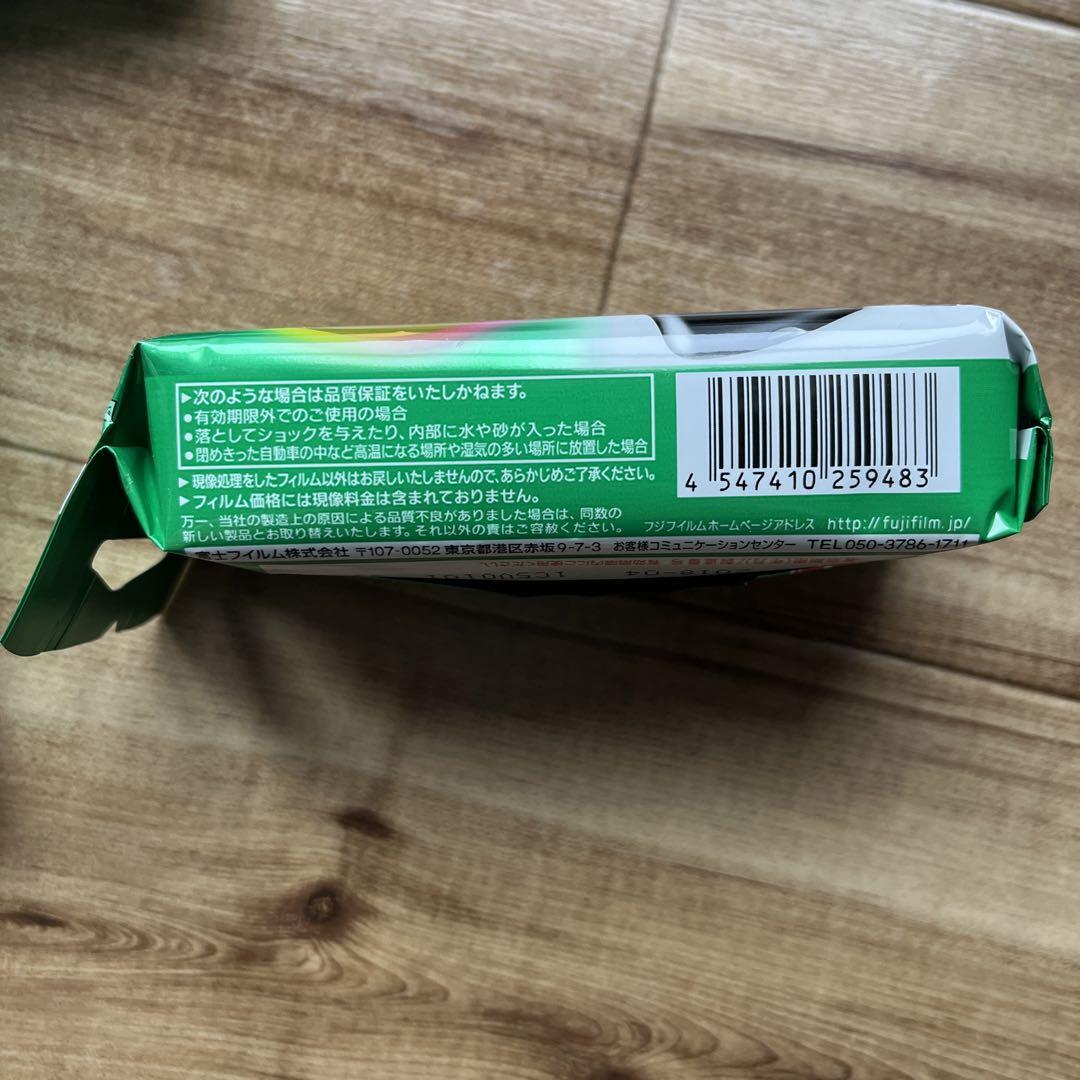 ▶次のような場合は品質保証をいたしかねます。
●有効期限外でのご使用の場合
●落としてショックを与えたり、内部に水や砂が入った場合
●閉めきった自動車の中など高温になる場所や湿気の多い場所に放置した場合
▶現像処理をしたフィルム以外はお戻しいたしませんので、あらかじめご了承ください。
▶フィルム価格には現像料金は含まれておりません。
万一、当社の製造上の原因による品質不良がありました場合は、同数の
新しい製品とお取り替えいたします。それ以外の責はご容赦ください。
フジフイルムホームページアドレス http://fujifilm.jp/
富士フイルム株式会社 〒107-0052 東京都港区赤坂9-7-3 お客様コミュニケーションセンター TEL050-3786-1711
4 547410 259483